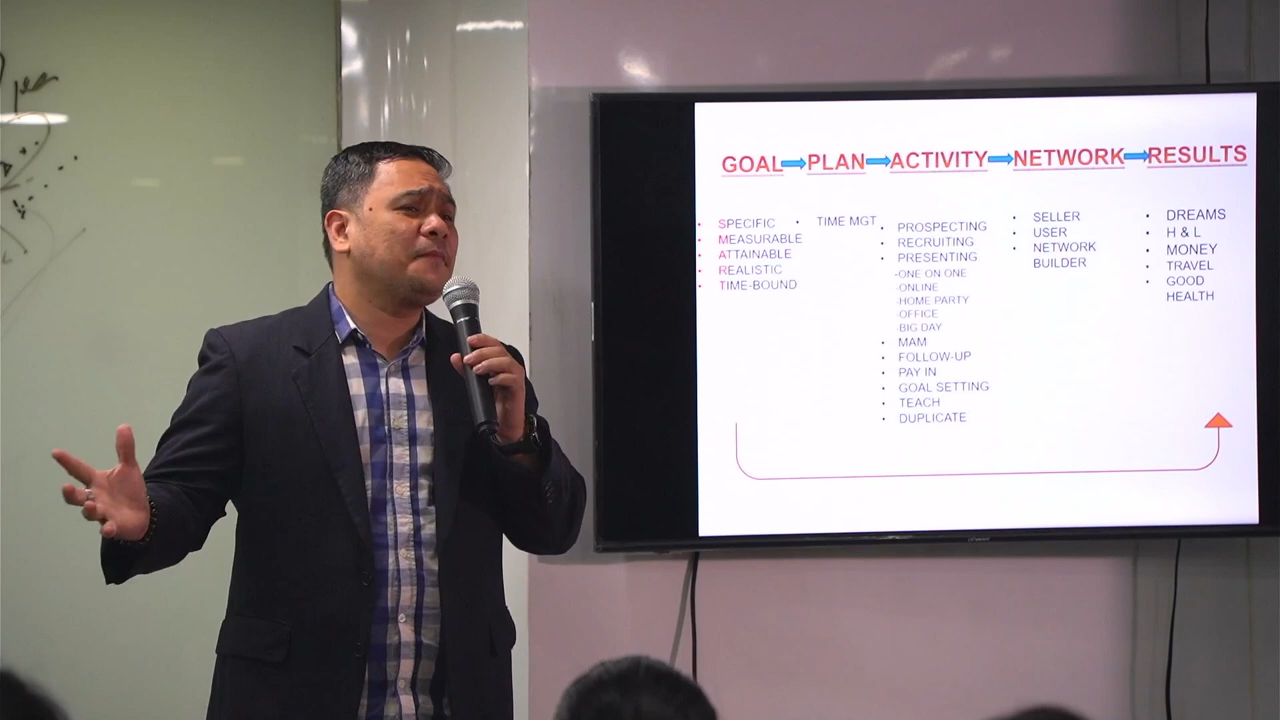 GOAL PLAN ACTIVITY NETWORK RESULTS
• SPECIFIC
• MEASURABLE
• ATTAINABLE
• REALISTIC
• TIME-BOUND
• TIME MGT
• PROSPECTING
• RECRUITING
• PRESENTING
-ONE ON ONE
-ONLINE
-HOME PARTY
OFFICE
-BIG DAY
• MAM
• FOLLOW-UP
• PAY IN
• GOAL SETTING
• TEACH
• DUPLICATE
• SELLER
• USER
• NETWORK
BUILDER
• DREAMS
• H & L
• MONEY
• TRAVEL
• GOOD
HEALTH